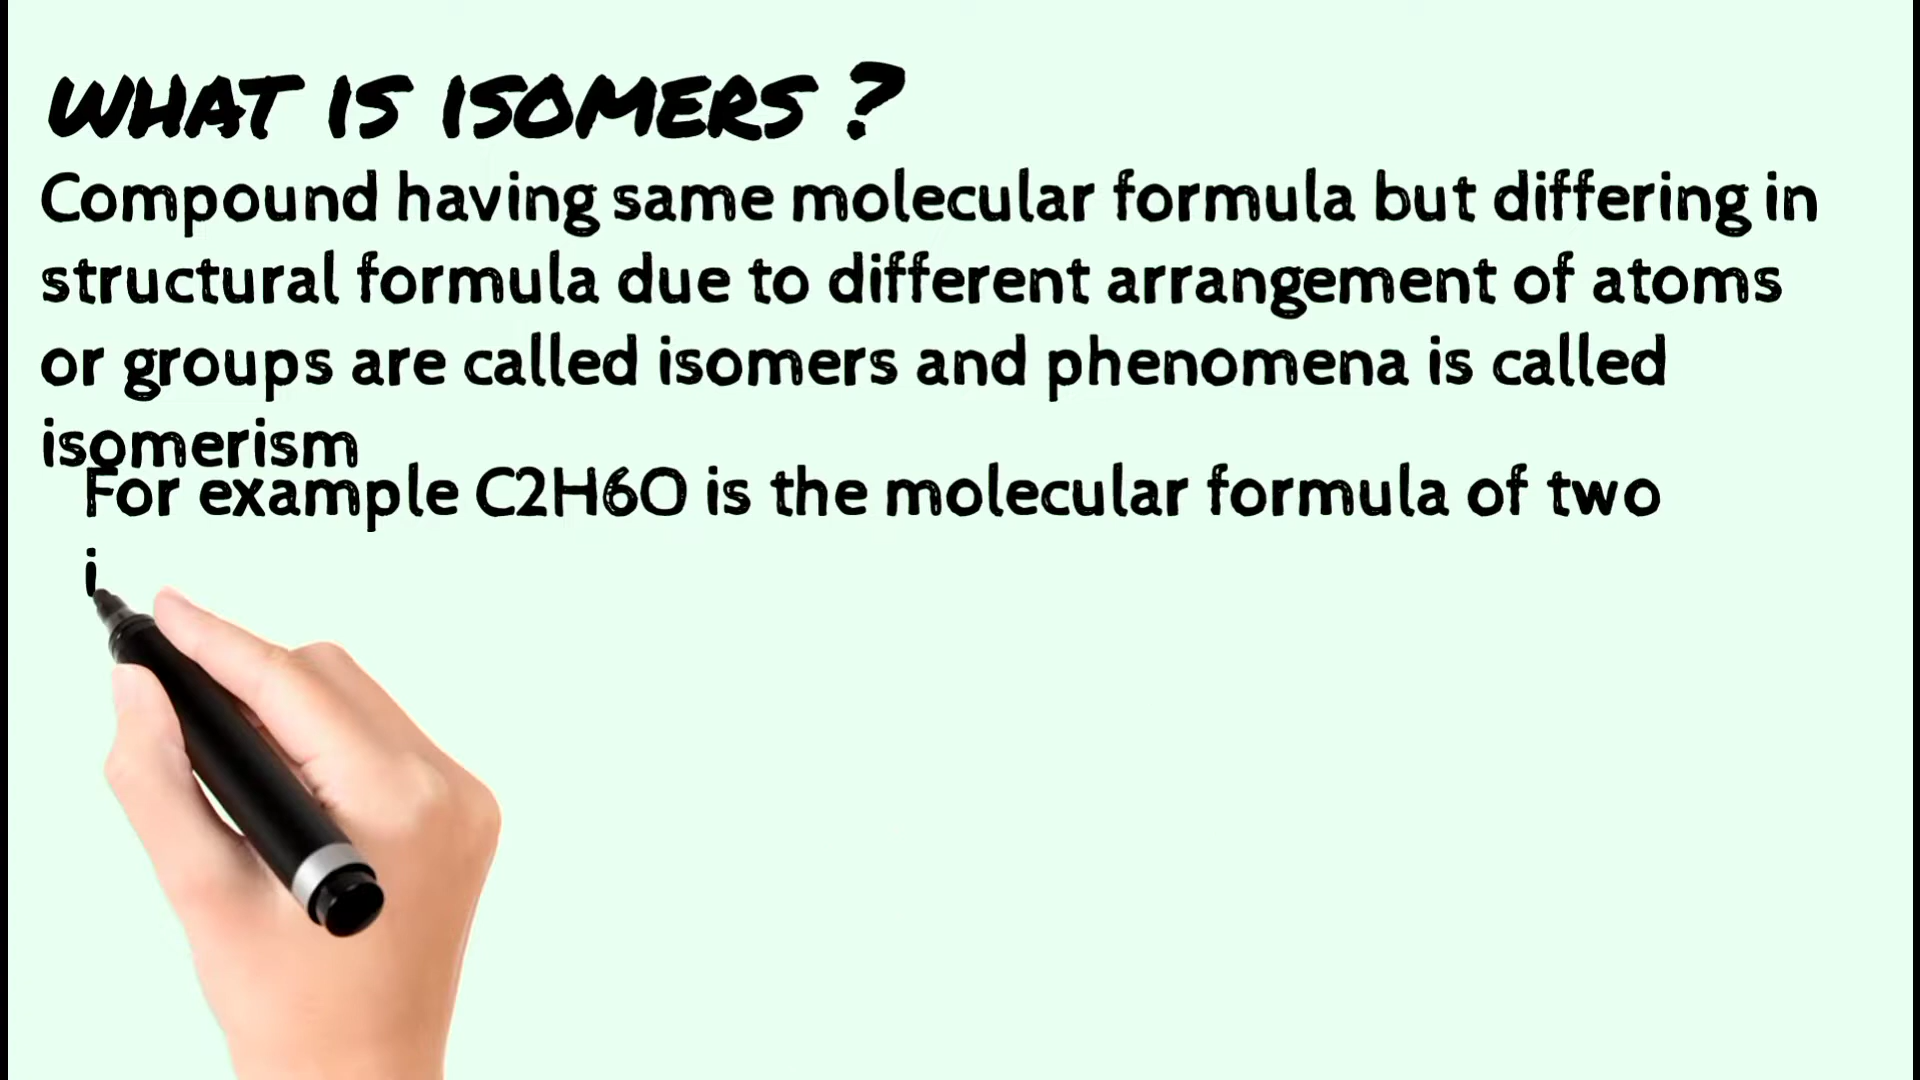 WHAT IS ISOMERS ?
Compound having same molecular formula but differing in
structural formula due to different arrangement of atoms
or groups are called isomers and phenomena is called
isomerism
For example C2H6O is the molecular formula of two
i